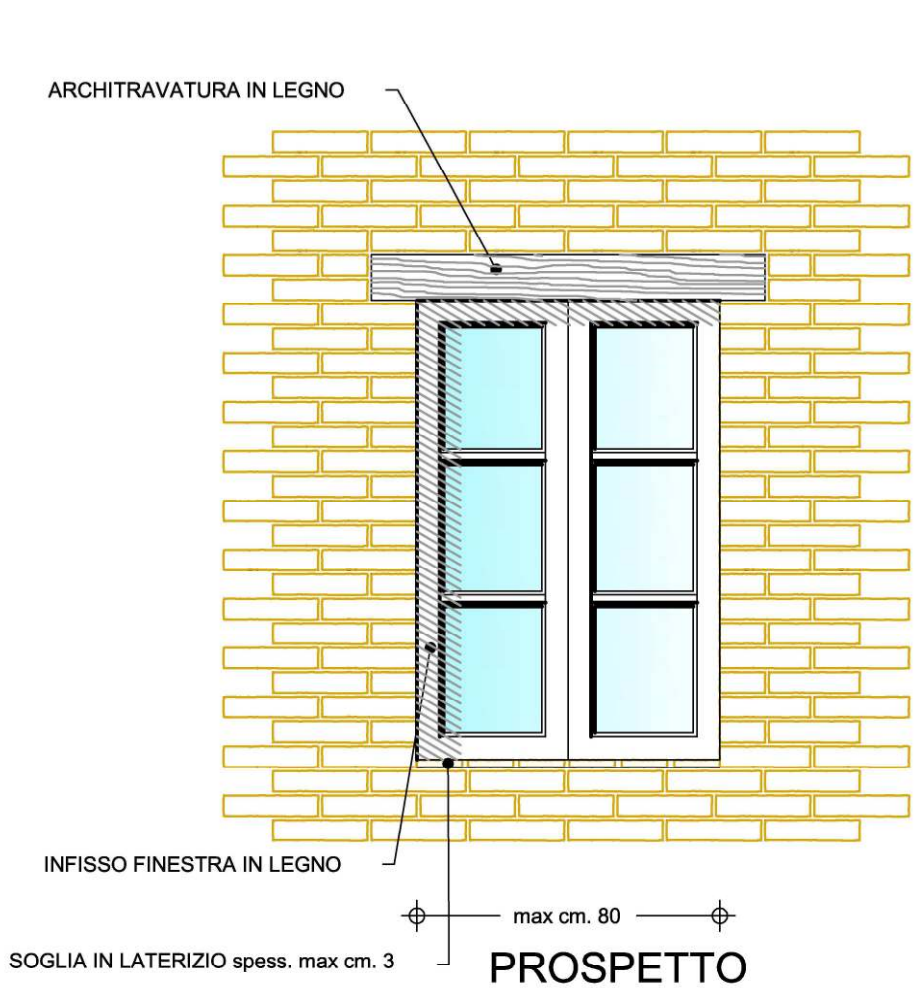 ARCHITRAVATURA IN LEGNO
INFISSO FINESTRA IN LEGNO
max cm. 80
SOGLIA IN LATERIZIO spess. max cm. 3
PROSPETTO